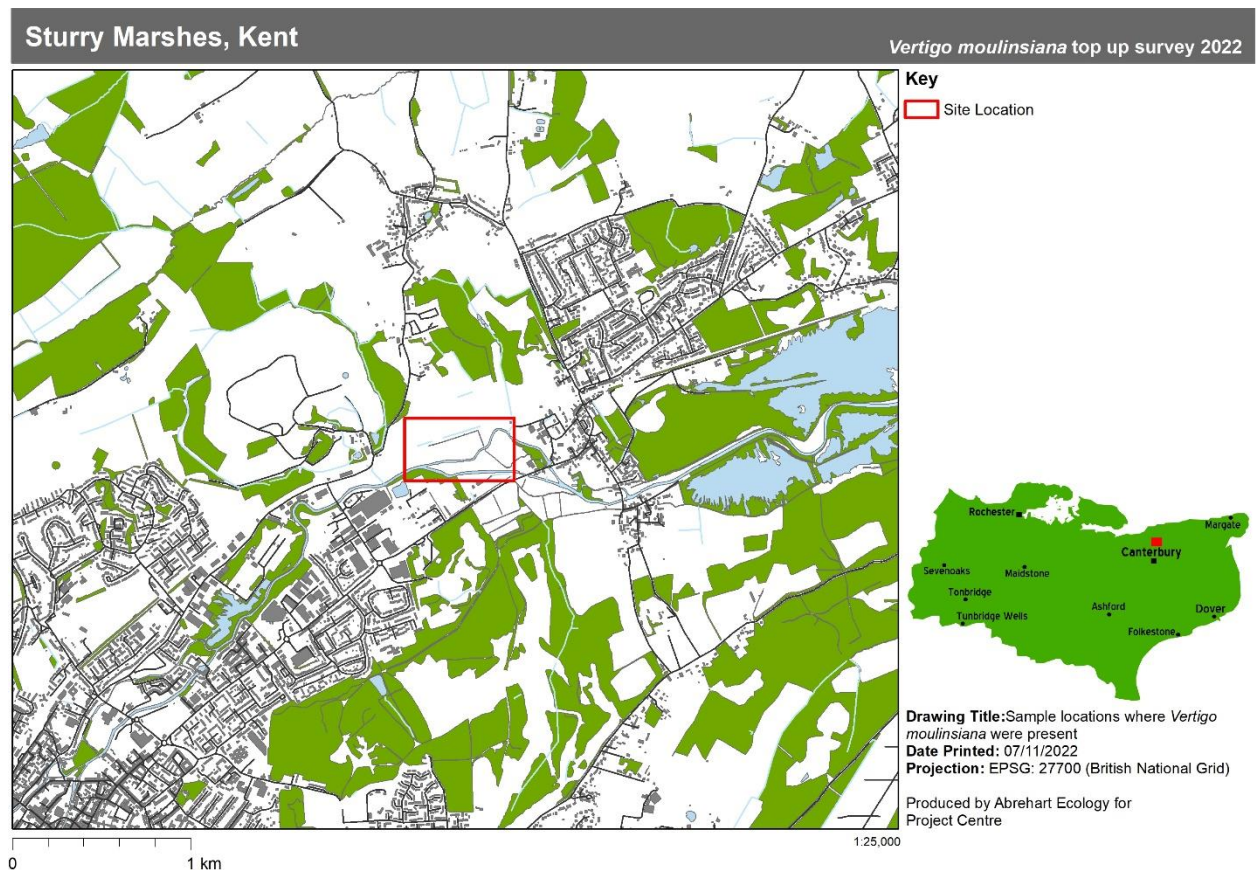 Sturry Marshes, Kent
Vertigo moulinsiana top up survey 2022
Key
Site Location
Rochester
Margate
Canterbury
Sevenoaks
Maidstone
Tonbridge
Ashford
Dover
Tunbridge Wells
Folkestone
Drawing Title:Sample locations where Vertigo
moulinsiana were present
Date Printed: 07/11/2022
Projection: EPSG: 27700 (British National Grid)
Produced by Abrehart Ecology for
Project Centre
1:25,000
0 1 km